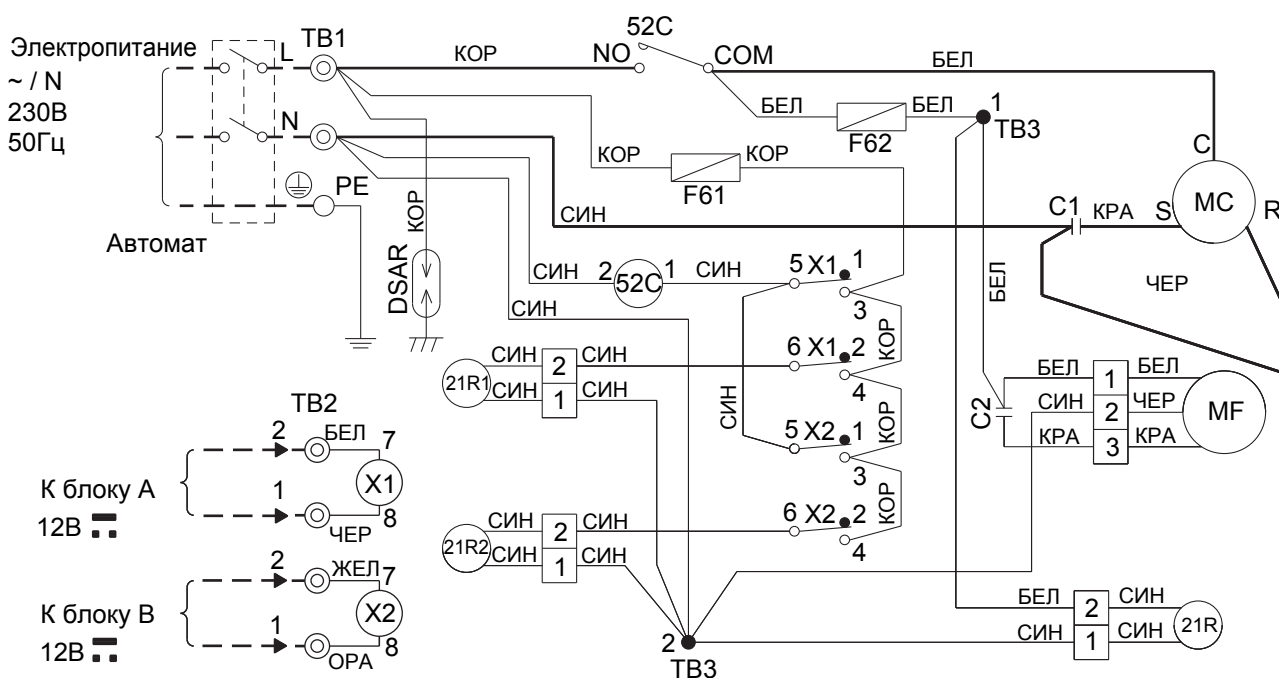 52C
Электропитание
L
TB1
КОР
NO
COM
БЕЛ
~ / N
230В
50Гц
N
БЕЛ
БЕЛ
F62
1
TB3
КОР
КОР
F61
C
PE
КОР
СИН
C1
КРА
S
MC
R
Автомат
DSAR
СИН
2
52C
1
СИН
5
X1
1
3
БЕЛ
ЧЕР
СИН
КОР
21R1
СИН
2
СИН
СИН
1
СИН
6
X1
2
4
СИН
КОР
C2
БЕЛ
1
БЕЛ
СИН
2
ЧЕР
КРА
3
КРА
MF
TB2
2
БЕЛ
7
X1
5
X2
1
3
К блоку А
12В
1
ЧЕР
8
КОР
21R2
СИН
2
СИН
СИН
1
СИН
6
X2
2
4
2
ЖЕЛ
7
X2
К блоку В
12В
1
ОРА
8
БЕЛ
2
СИН
СИН
1
СИН
21R
2
TB3